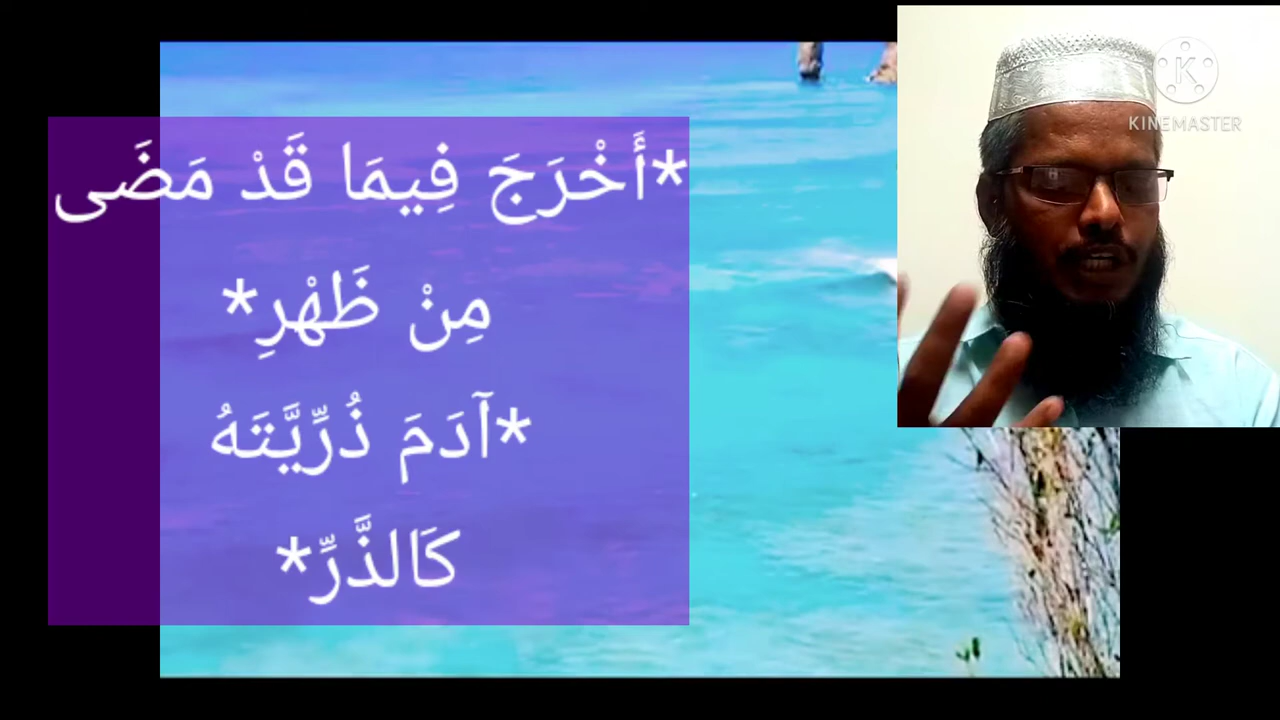 *أَخْرَجَ فِيمَا قَدْ مَضَى
مِنْ ظَهْرِ*
*آدَمَ ذُرِّيَّتَهُ
كَالذَّرِّ*
K
KINEMASTER